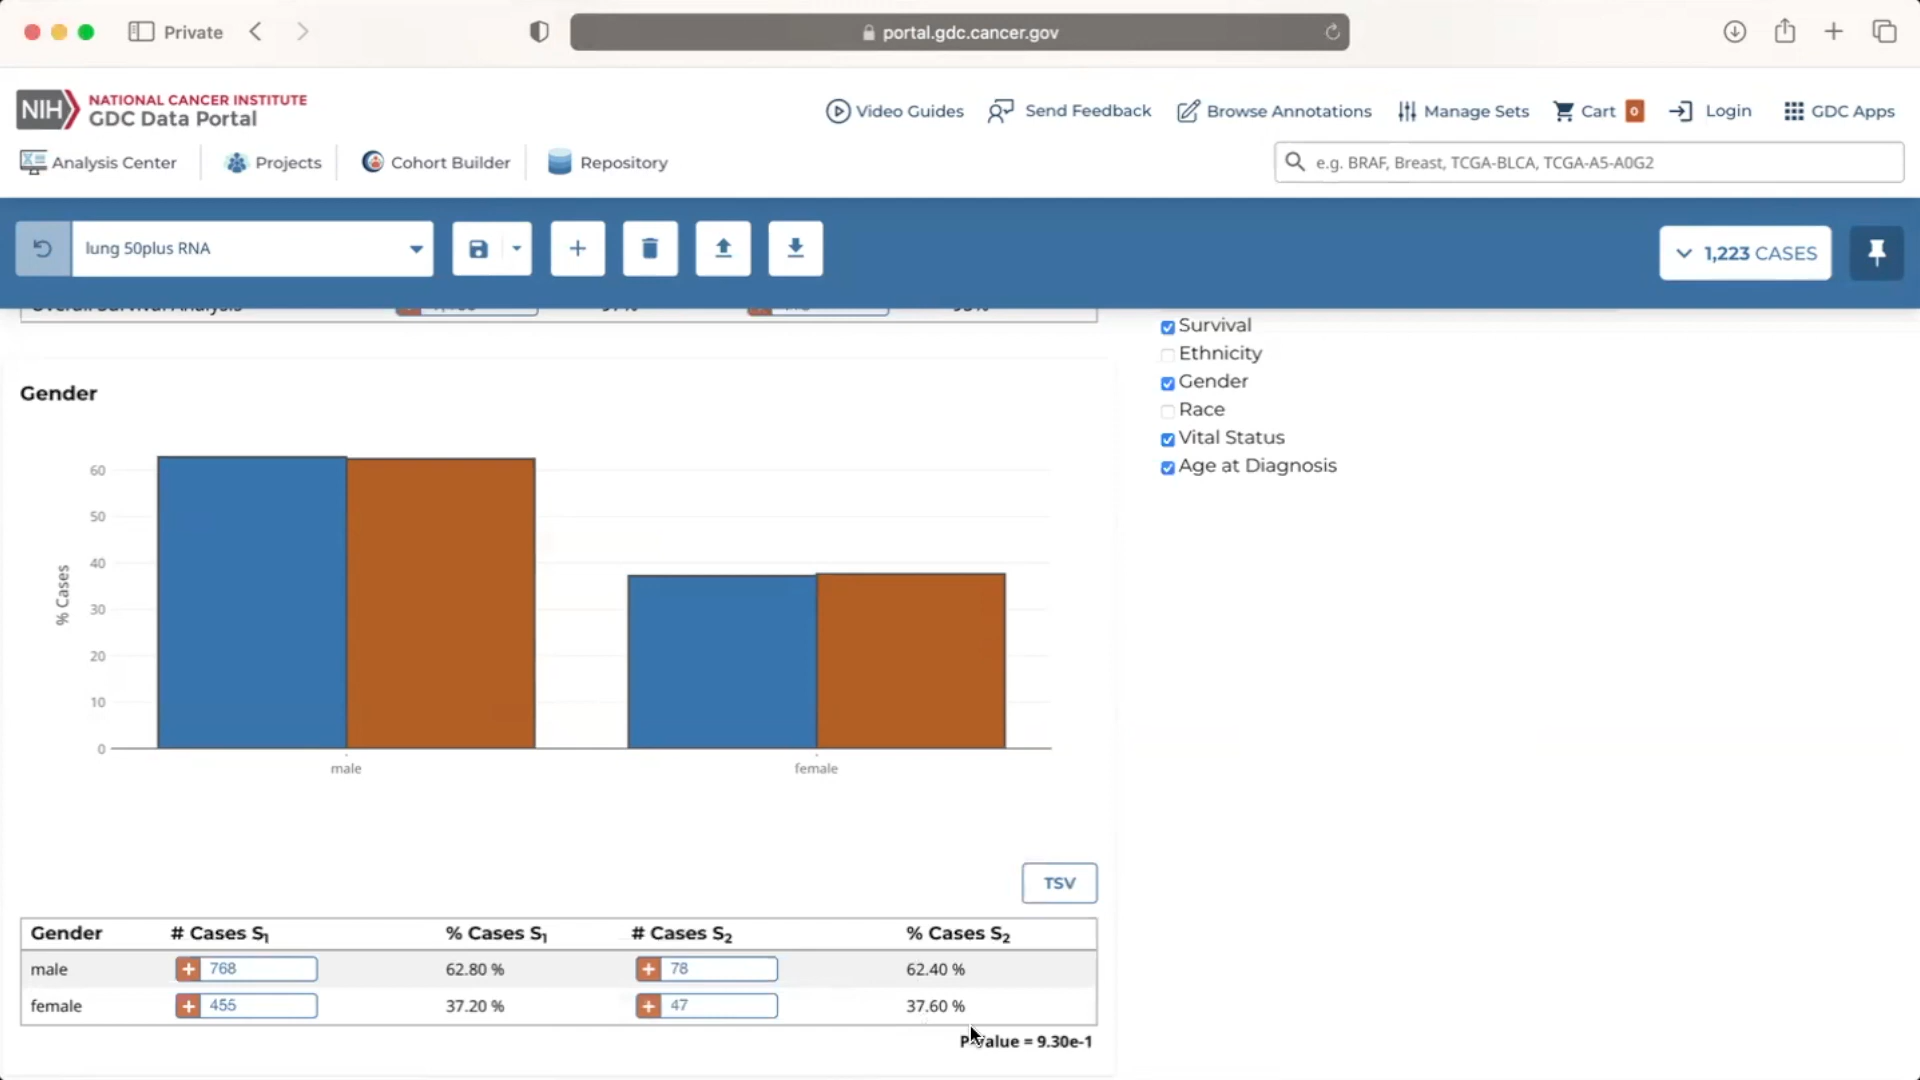 Private
portal.gdc.cancer.gov
NIH NATIONAL CANCER INSTITUTE
GDC Data Portal
Video Guides Send Feedback Browse Annotations Manage Sets Cart 0 Login GDC Apps
Analysis Center Projects Cohort Builder Repository
e.g. BRAF, Breast, TCGA-BLCA, TCGA-A5-A0G2
lung 50plus RNA
1,223 CASES
Overall Survival Analysis
Survival
Ethnicity
Gender
Race
Vital Status
Age at Diagnosis
Gender
% Cases
60
50
40
30
20
10
0
male female
TSV
Gender # Cases S1 % Cases S1 # Cases S2 % Cases S2
male 768 62.80 % 78 62.40 %
female 455 37.20 % 47 37.60 %
= 9.30e-1